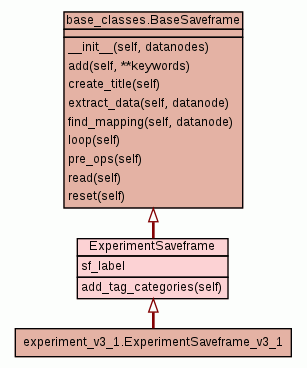 base_classes.BaseSaveframe
__init__(self, datanodes)
add(self, **keywords)
create_title(self)
extract_data(self, datanode)
find_mapping(self, datanode)
loop(self)
pre_ops(self)
read(self)
reset(self)
ExperimentSaveframe
sf_label
add_tag_categories(self)
experiment_v3_1.ExperimentSaveframe_v3_1